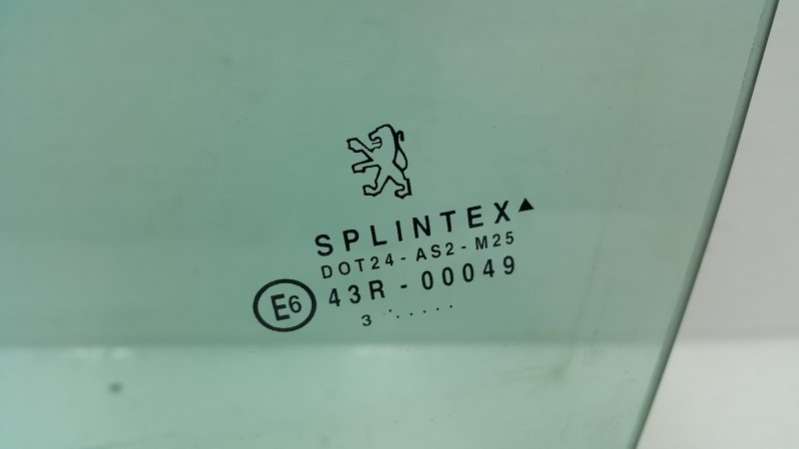 SPLINTEX▲
DOT24-AS2-M25
E6 43R-00049
3 ·.....